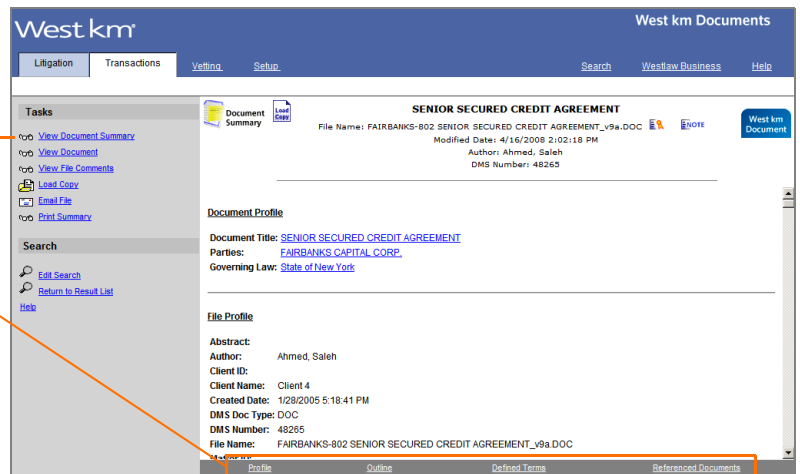 West km
West km Documents
Litigation Transactions Vetting Setup Search Westlaw Business Help
Tasks
View Document Summary
View Document
View File Comments
Load Copy
Email File
Print Summary
Search
Edit Search
Return to Result List
Help
Document Summary
Load Copy
SENIOR SECURED CREDIT AGREEMENT
File Name: FAIRBANKS-802 SENIOR SECURED CREDIT AGREEMENT_v9a.DOC NOTE
Modified Date: 4/16/2008 2:02:18 PM
Author: Ahmed, Saleh
DMS Number: 48265
West km
Document
Document Profile
Document Title: SENIOR SECURED CREDIT AGREEMENT
Parties: FAIRBANKS CAPITAL CORP.
Governing Law: State of New York
File Profile
Abstract:
Author: Ahmed, Saleh
Client ID:
Client Name: Client 4
Created Date: 1/28/2005 5:18:41 PM
DMS Doc Type: DOC
DMS Number: 48265
File Name: FAIRBANKS-802 SENIOR SECURED CREDIT AGREEMENT_v9a.DOC
Profile Outline Defined Terms Referenced Documents